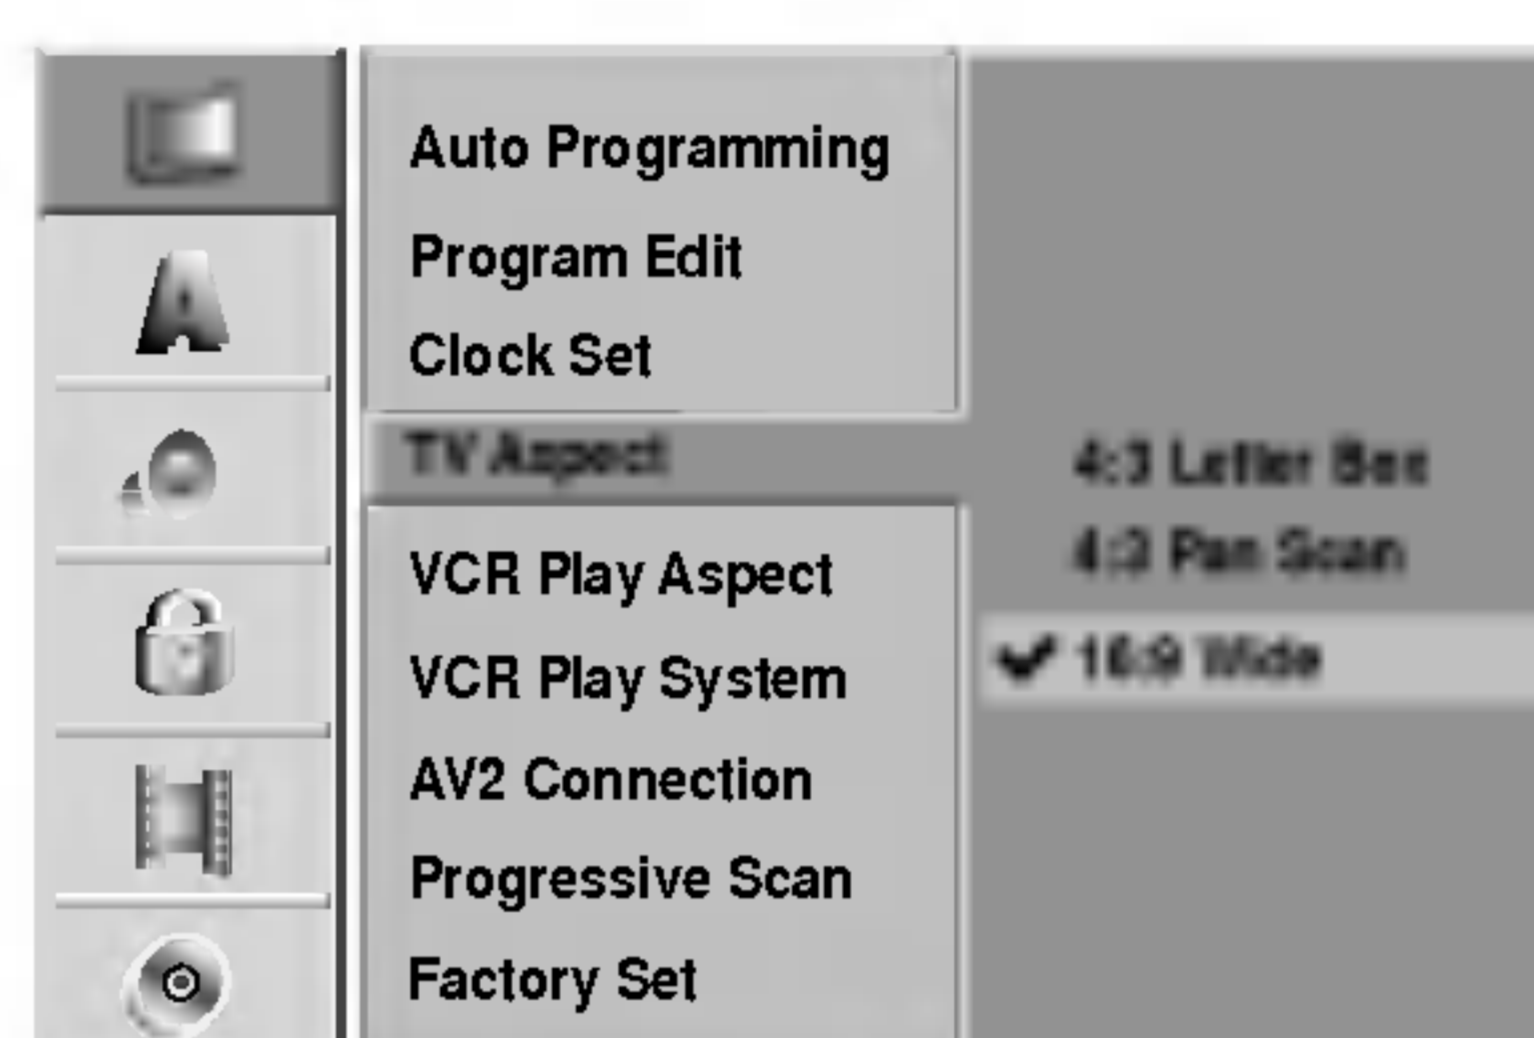 Auto Programming
Program Edit
Clock Set
TV Aspect
4:3 Letter Box
4:3 Pan Scan
16:9 Wide
VCR Play Aspect
VCR Play System
AV2 Connection
Progressive Scan
Factory Set